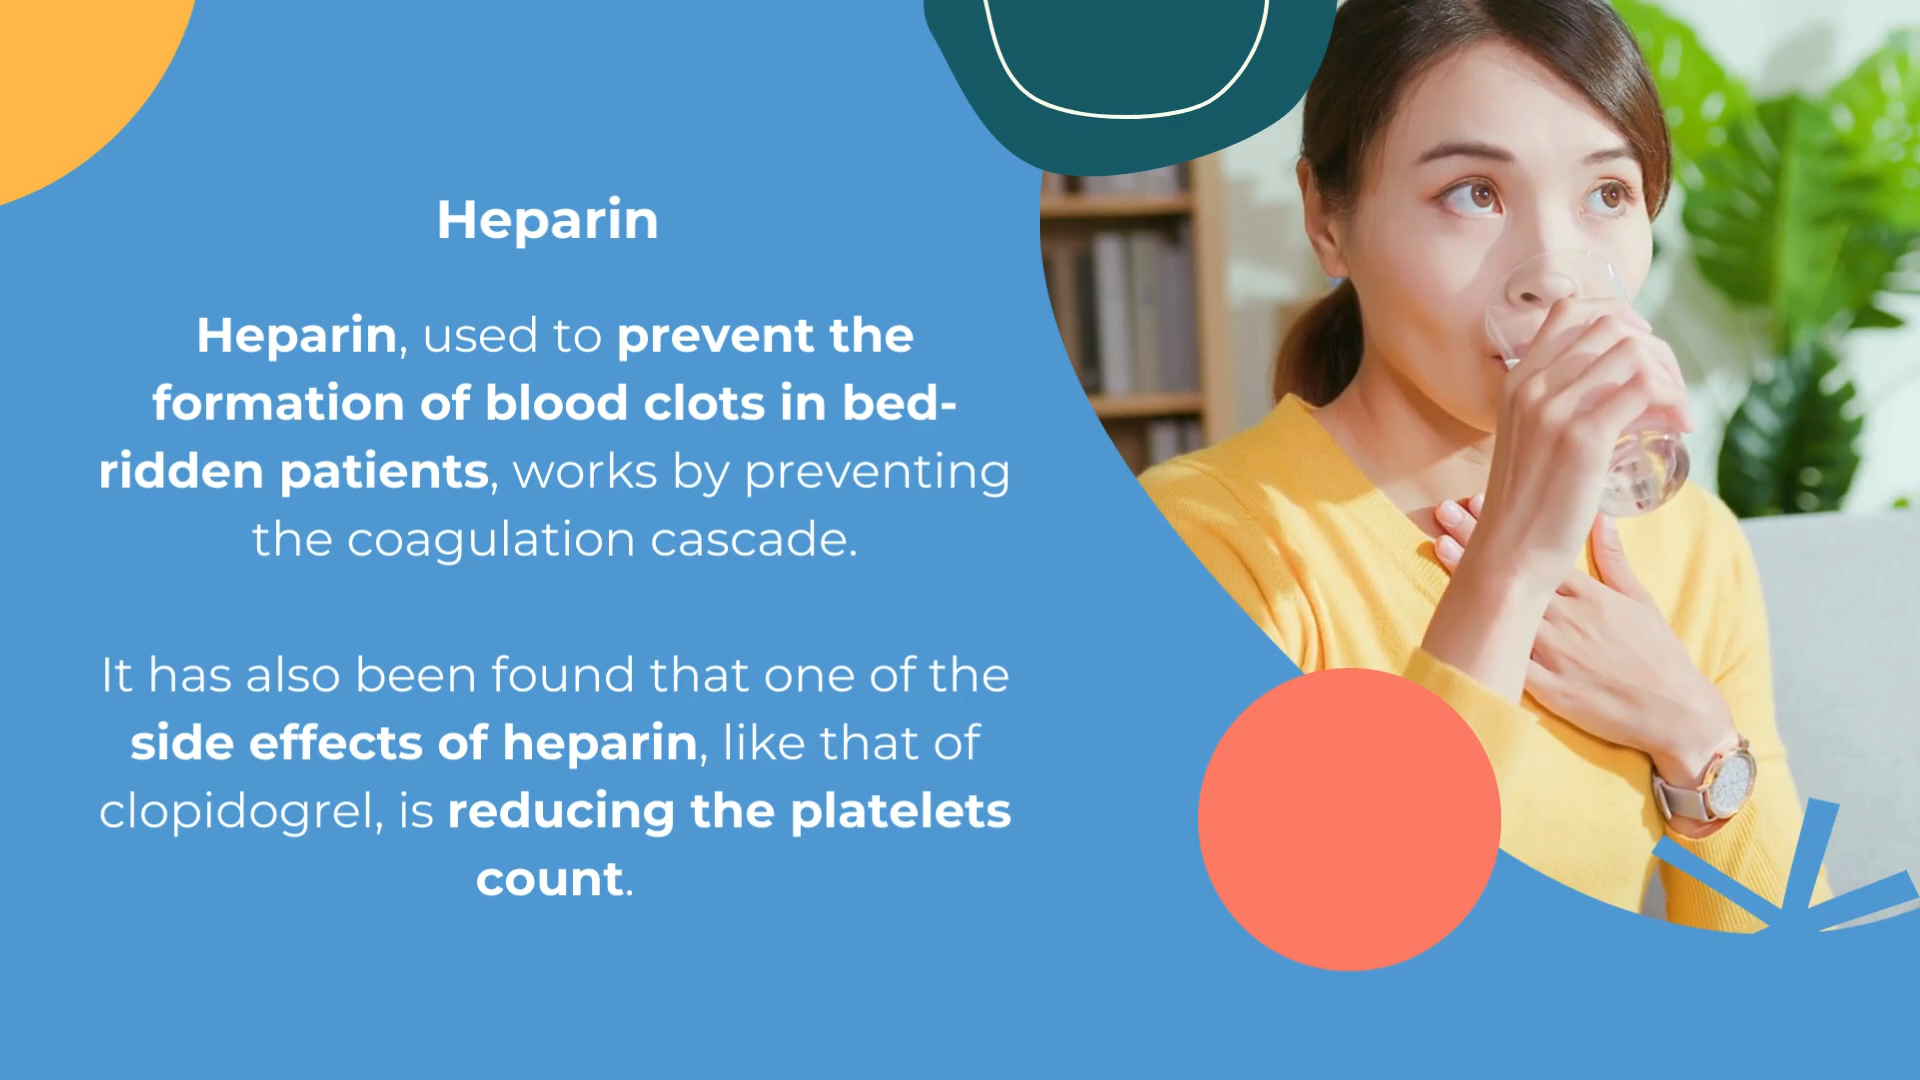 Heparin
Heparin, used to prevent the
formation of blood clots in bed-
ridden patients, works by preventing
the coagulation cascade.
It has also been found that one of the
side effects of heparin, like that of
clopidogrel, is reducing the platelets
count.